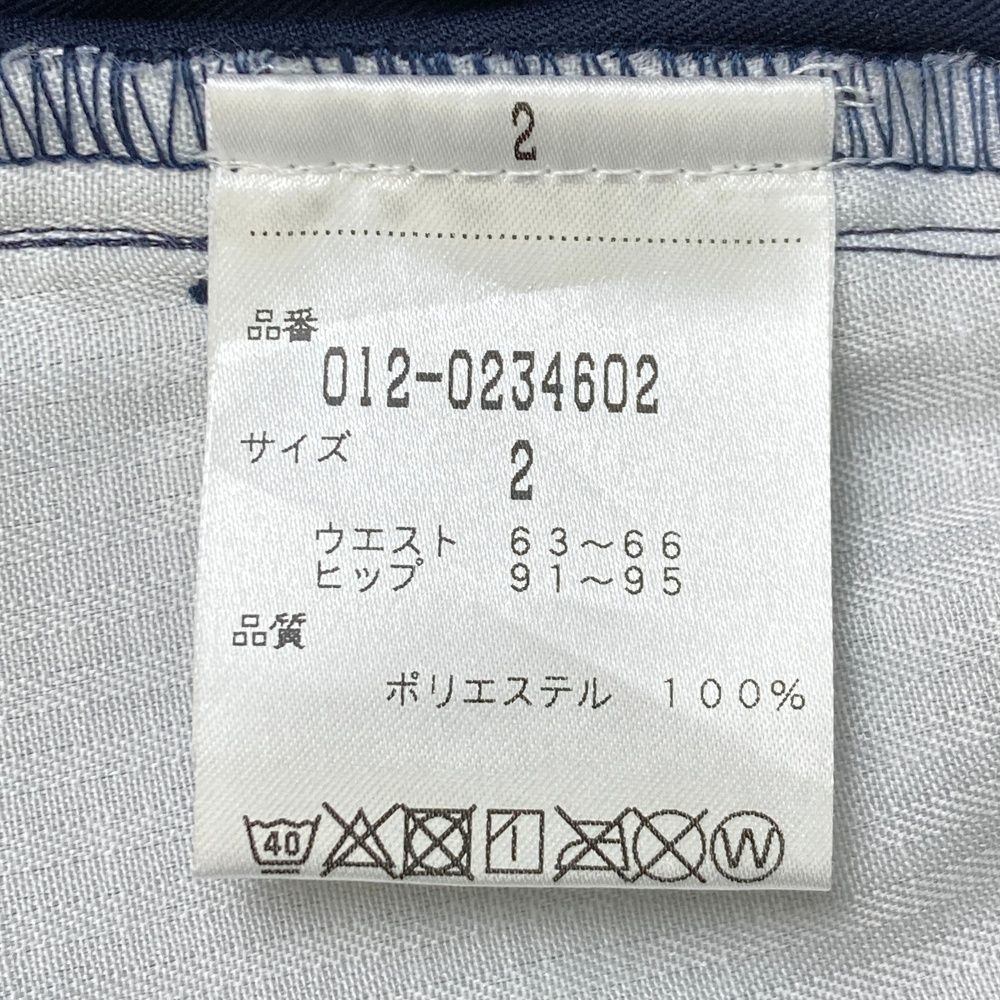 2
品番
012-0234602
サイズ
2
ウエスト 63～66
ヒップ 91～95
品質
ポリエステル 100%
40
W